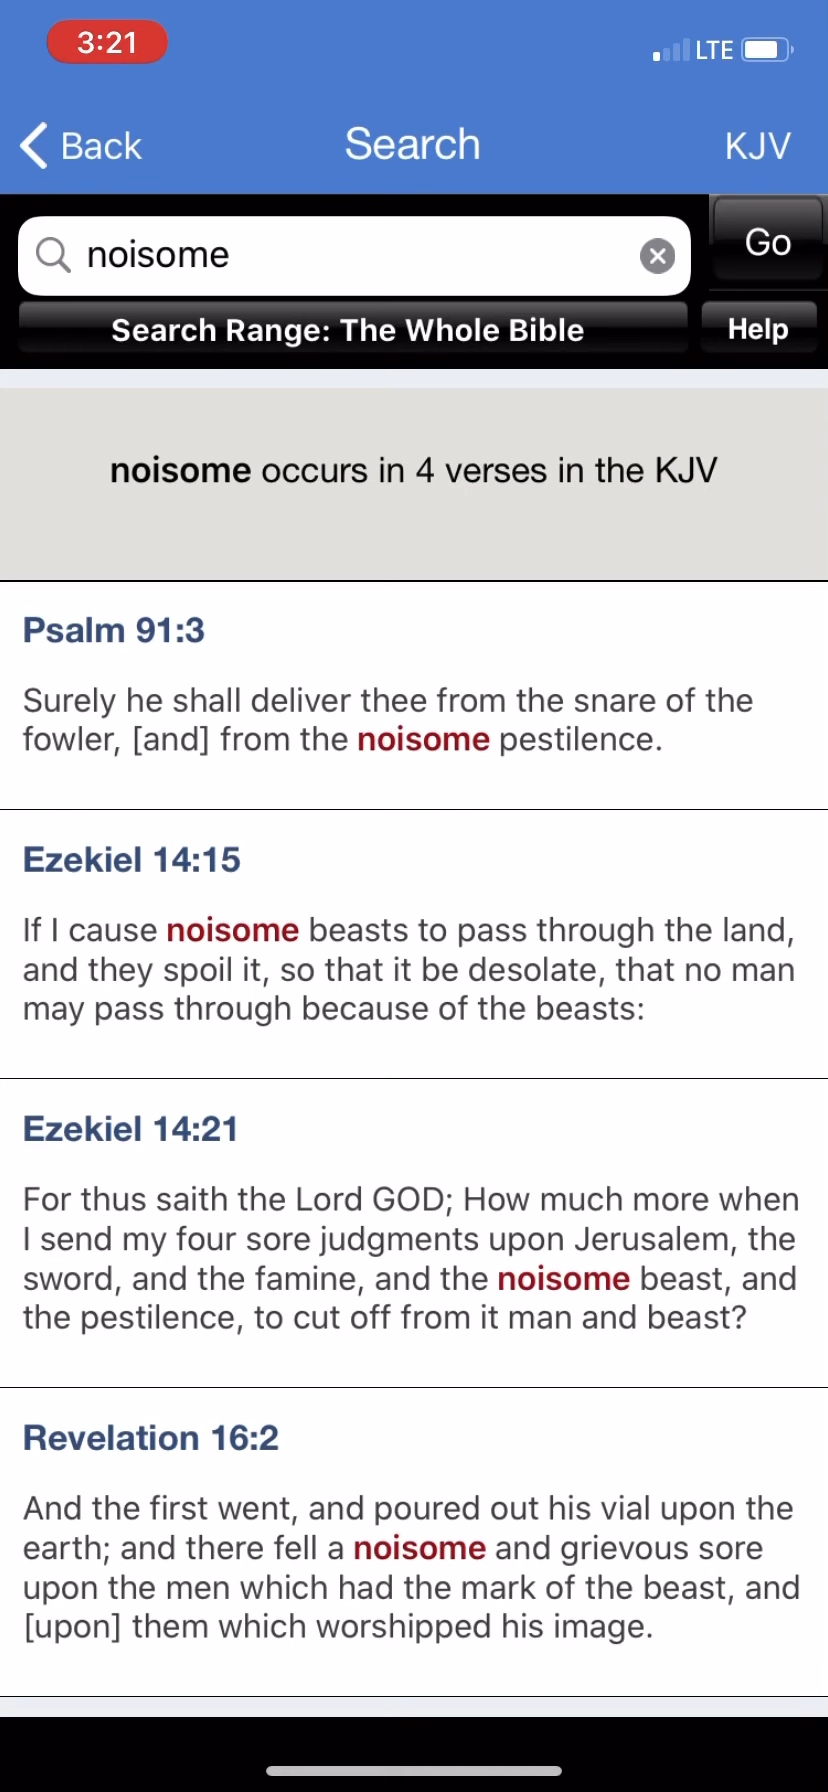 3:21
LTE
Back
Search
KJV
noisome
Go
Search Range: The Whole Bible
Help
noisome occurs in 4 verses in the KJV
Psalm 91:3
Surely he shall deliver thee from the snare of the
fowler, [and] from the noisome pestilence.
Ezekiel 14:15
If I cause noisome beasts to pass through the land,
and they spoil it, so that it be desolate, that no man
may pass through because of the beasts:
Ezekiel 14:21
For thus saith the Lord GOD; How much more when
I send my four sore judgments upon Jerusalem, the
sword, and the famine, and the noisome beast, and
the pestilence, to cut off from it man and beast?
Revelation 16:2
And the first went, and poured out his vial upon the
earth; and there fell a noisome and grievous sore
upon the men which had the mark of the beast, and
[upon] them which worshipped his image.